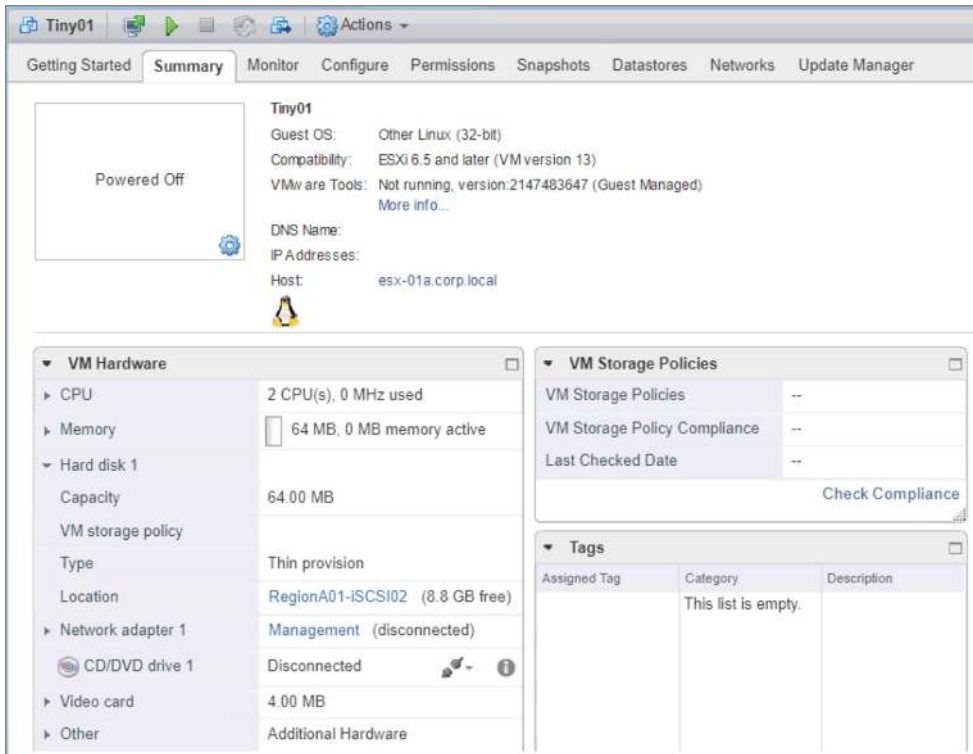 Tiny01 Actions
Getting Started Summary Monitor Configure Permissions Snapshots Datastores Networks Update Manager
Powered Off
Tiny01
Guest OS: Other Linux (32-bit)
Compatibility: ESXi 6.5 and later (VM version 13)
VMware Tools: Not running, version:2147483647 (Guest Managed)
More info...
DNS Name:
IP Addresses:
Host: esx-01a.corp.local
VM Hardware
CPU 2 CPU(s), 0 MHz used
Memory 64 MB, 0 MB memory active
Hard disk 1
Capacity 64.00 MB
VM storage policy
Type Thin provision
Location RegionA01-iSCSI02 (8.8 GB free)
Network adapter 1 Management (disconnected)
CD/DVD drive 1 Disconnected
Video card 4.00 MB
Other Additional Hardware
VM Storage Policies
VM Storage Policies --
VM Storage Policy Compliance --
Last Checked Date --
Check Compliance
Tags
Assigned Tag Category Description
This list is empty.